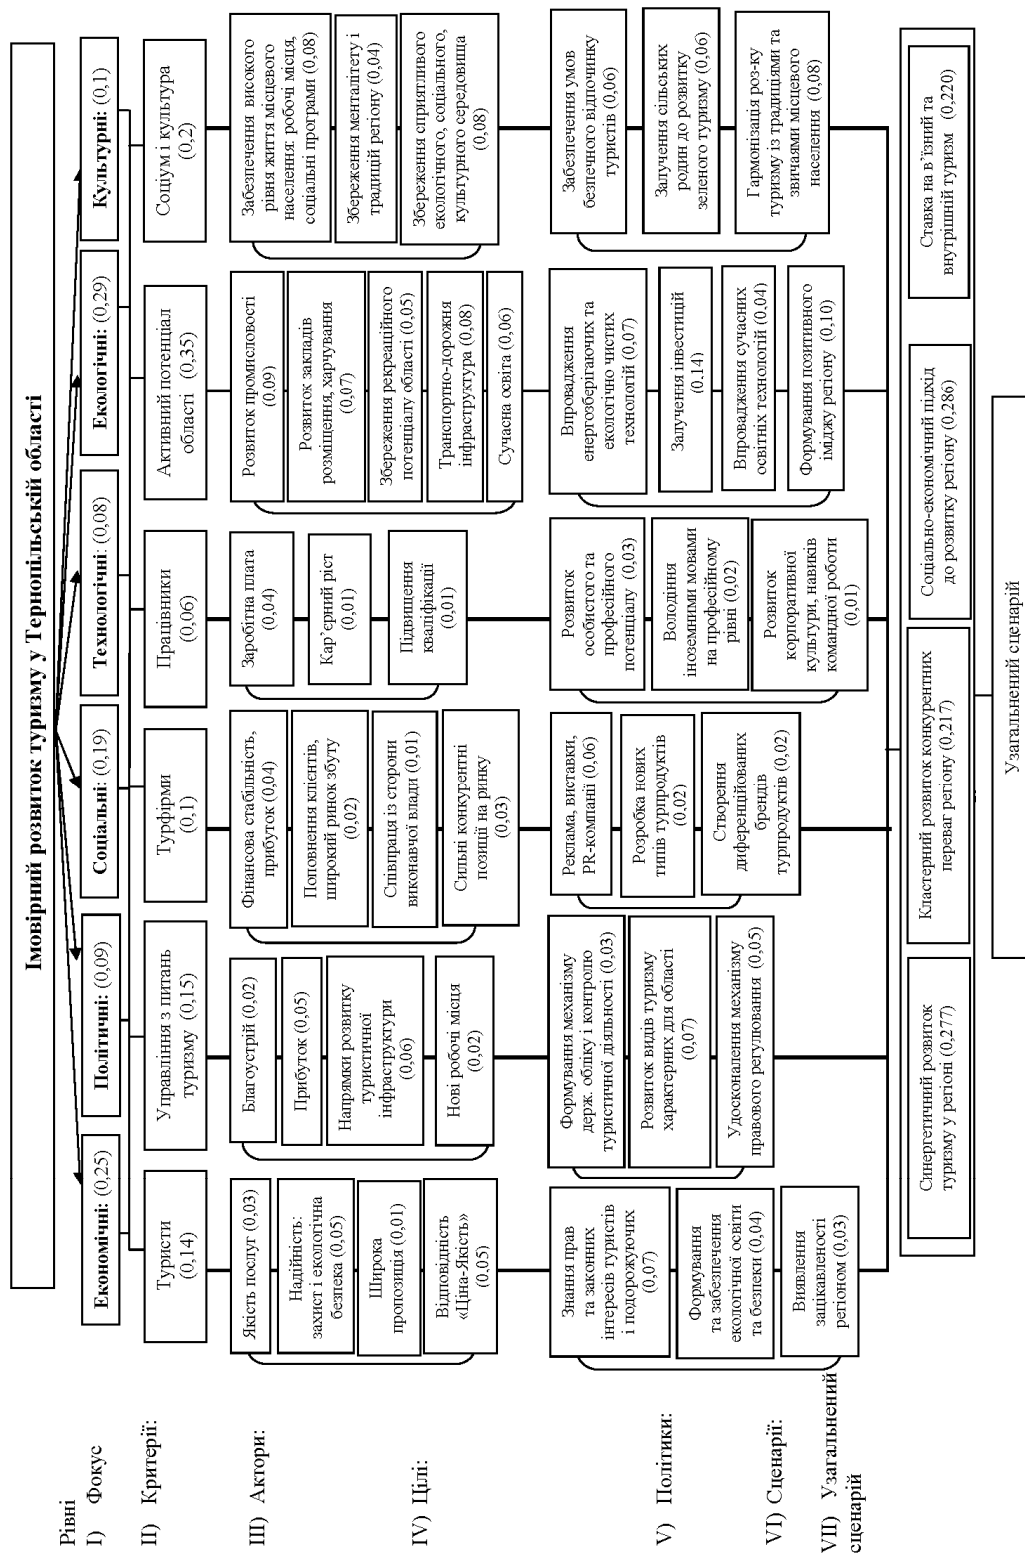 Імовірний розвиток туризму у Тернопільській області
Рівні
I) Фокус
II) Критерії:
Економічні: (0,25)
Політичні: (0,09)
Соціальні: (0,19)
Технологічні: (0,08)
Екологічні: (0,29)
Культурні: (0,1)
III) Актори:
Туристи
(0,14)
Управління з питань
туризму (0,15)
Турфірми
(0,1)
Працівники
(0,06)
Активний потенціал
області (0,35)
Соціум і культура
(0,2)
IV) Цілі:
Якість послуг (0,03)
Надійність:
захист і екологічна
безпека (0,05)
Широка
пропозиція (0,01)
Відповідність
«Ціна-Якість»
(0,05)
Благоустрій (0,02)
Прибуток (0,05)
Напрямки розвитку
туристичної
інфраструктури
(0,06)
Нові робочі місця
(0,02)
Фінансова стабільність,
прибуток (0,04)
Поповнення клієнтів,
широкий ринок збуту
(0,02)
Співпраця із сторони
виконавчої влади (0,01)
Сильні конкурентні
позиції на ринку
(0,03)
Заробітна плата
(0,04)
Кар’єрний ріст
(0,01)
Підвищення
кваліфікації
(0,01)
Розвиток промисловості
(0.09)
Розвиток закладів
розміщення, харчування
(0,07)
Збереження рекреаційного
потенціалу області (0,05)
Транспортно-дорожня
інфраструктура (0,08)
Сучасна освіта (0,06)
Забезпечення високого
рівня життя місцевого
населення: робочі місця,
соціальні програми (0,08)
Збереження менталітету і
традицій регіону (0,04)
Збереження сприятливого
екологічного, соціального,
культурного середовища
(0,08)
V) Політики:
Знання прав
та законних
інтересів туристів
і подорожуючих
(0,07)
Формування
та забезпечення
екологічної освіти
та безпеки (0,04)
Виявлення
зацікавленості
регіоном (0,03)
Формування механізму
держ. обліку і контролю
туристичної діяльності (0,03)
Розвиток видів туризму
характерних для області
(0,07)
Удосконалення механізму
правового регулювання (0,05)
Реклама, виставки,
PR-компанії (0,06)
Розробка нових
типів турпродуктів
(0,02)
Створення
диференційованих
брендів
турпродуктів (0,02)
Розвиток
особистого та
професійного
потенціалу (0,03)
Володіння
іноземними мовами
на професійному
рівні (0,02)
Розвиток
корпоративної
культури, навиків
командної роботи
(0,01)
Впровадження
енергозберігаючих та
екологічно чистих
технологій (0,07)
Залучення інвестицій
(0.14)
Впровадження сучасних
освітніх технологій (0,04)
Формування позитивного
іміджу регіону (0,10)
Забезпечення умов
безпечного відпочинку
туристів (0,06)
Залучення сільських
родин до розвитку
зеленого туризму (0,06)
Гармонізація роз-ку
туризму із традиціями та
звичаями місцевого
населення (0,08)
VI) Сценарії:
Синергетичний розвиток
туризму у регіоні (0,277)
Кластерний розвиток конкурентних
переваг регіону (0,217)
Соціально-економічний підхід
до розвитку регіону (0,286)
Ставка на в’їзний та
внутрішній туризм (0,220)
VII) Узагальнений
сценарій
Узагальнений сценарій